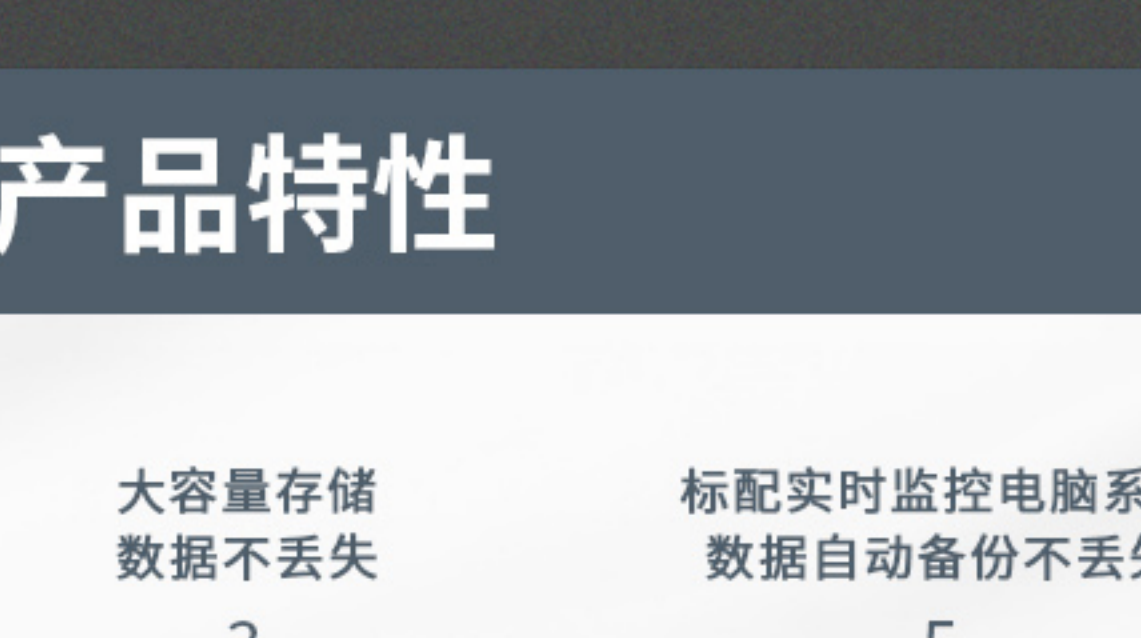 产品特性
大容量存储
数据不丢失
标配实时监控电脑系
数据自动备份不丢